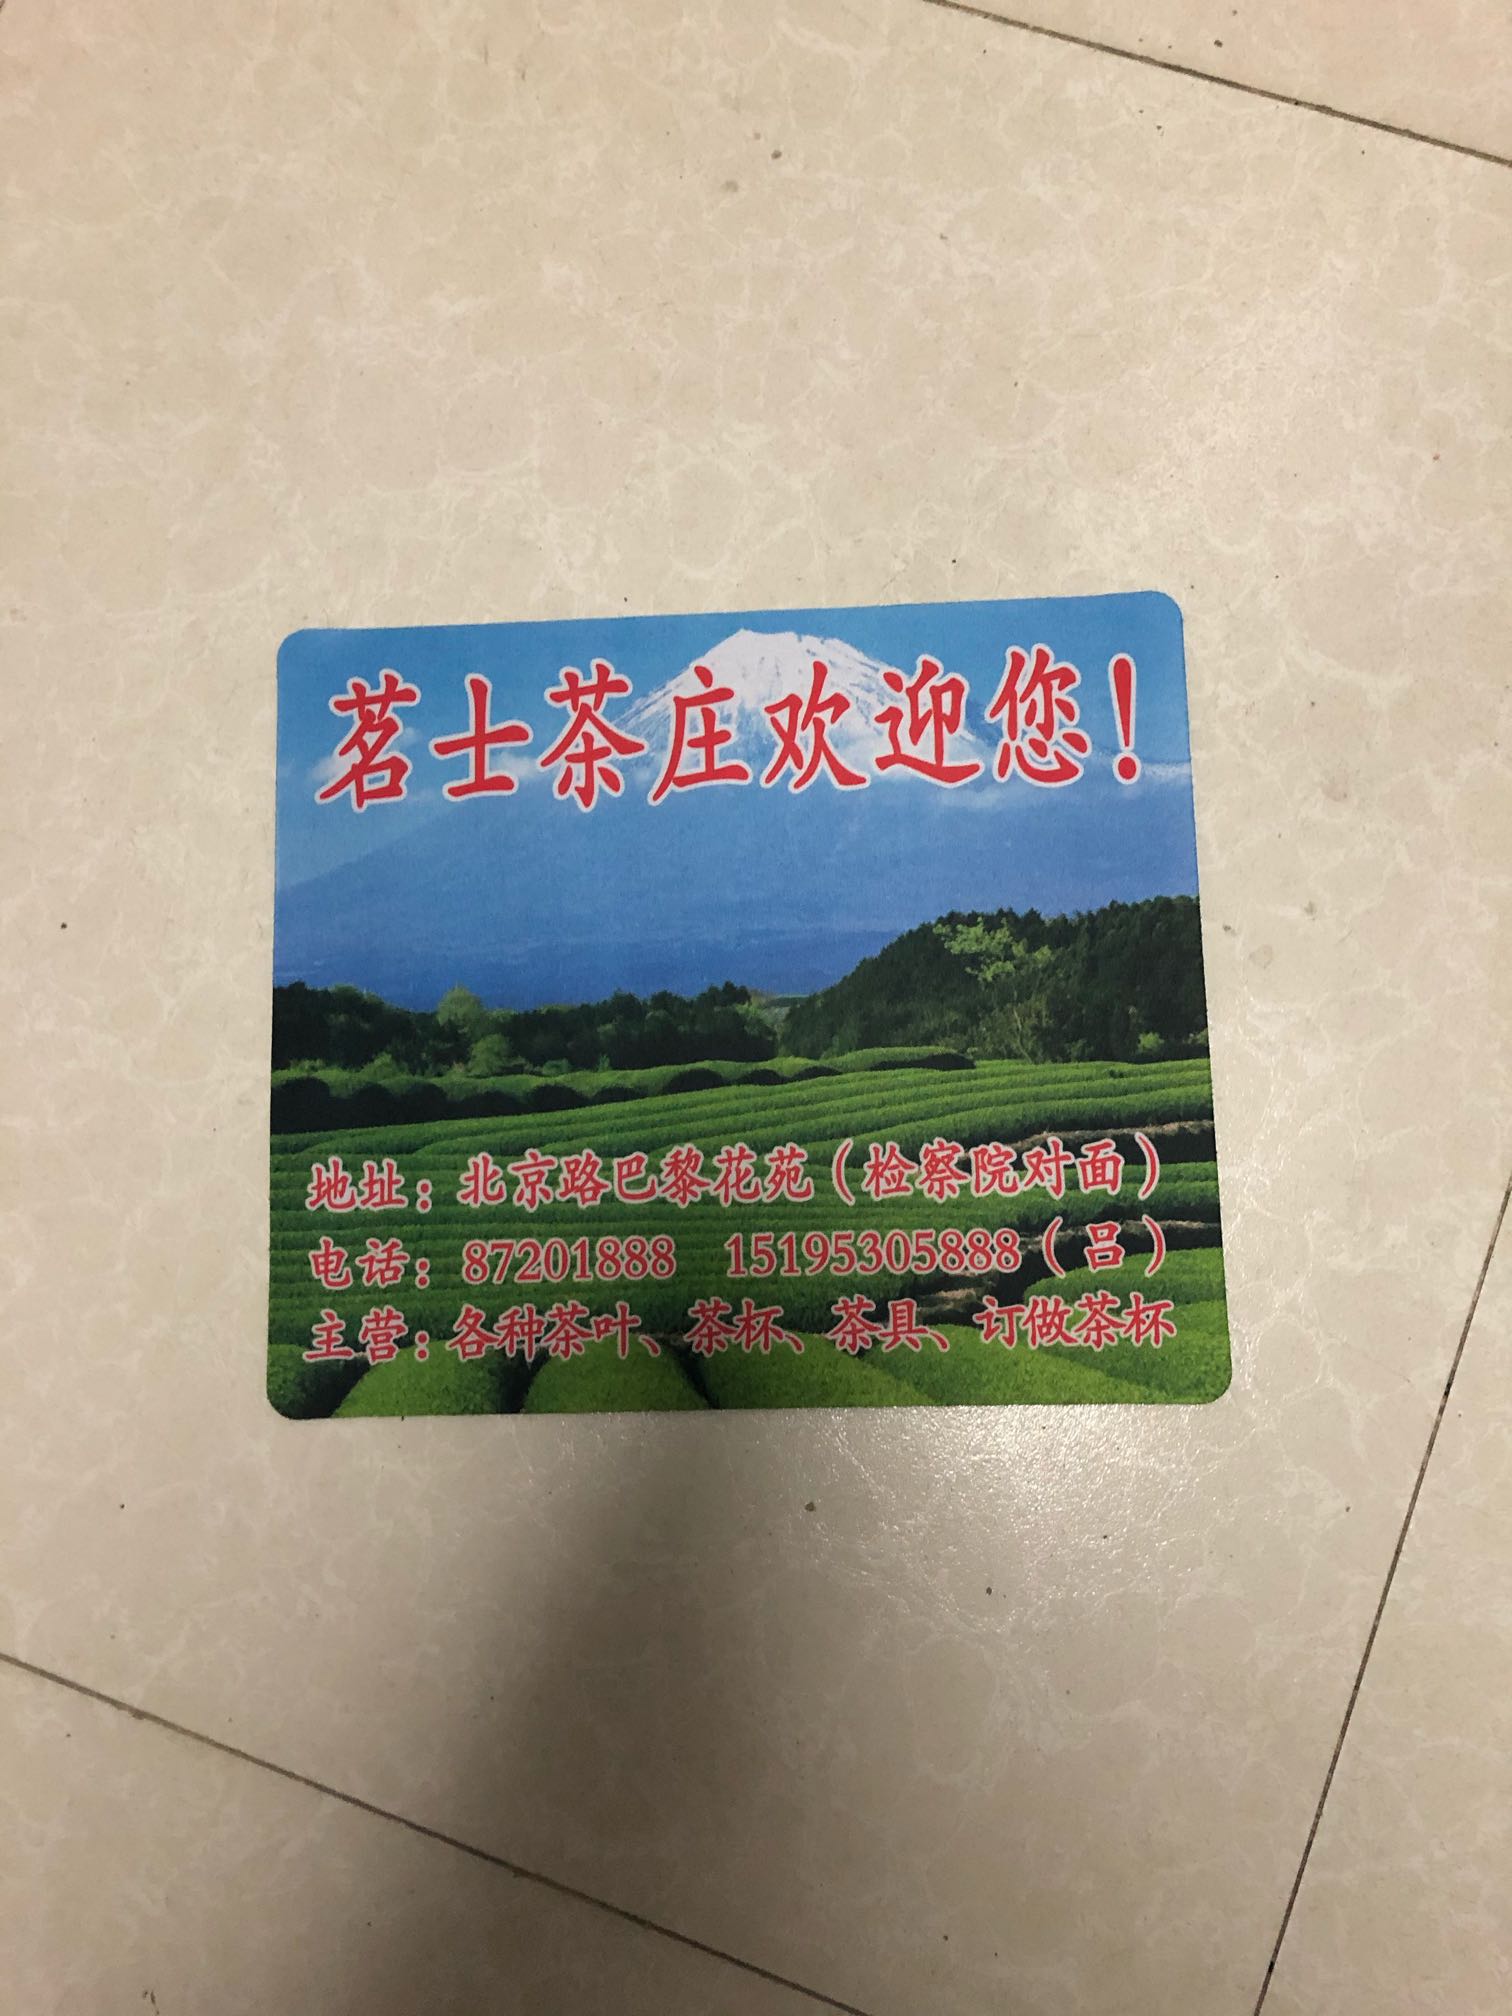 茗士茶庄欢迎您！
地址：北京路巴黎花苑（检察院对面）
电话：87201888 15195305888（吕）
主营：各种茶叶、茶杯、茶具、订做茶杯